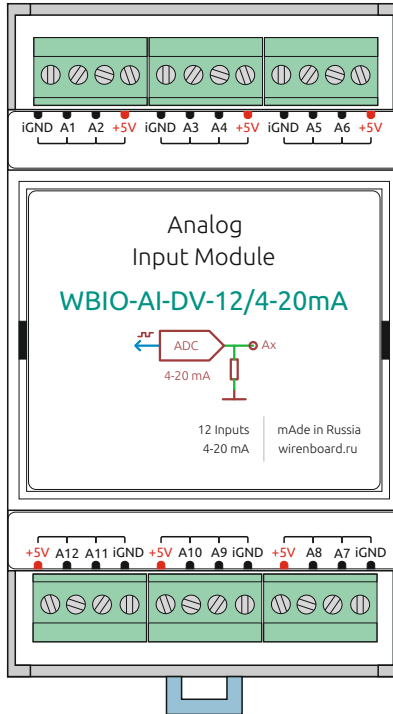 iGND A1 A2 +5V iGND A3 A4 +5V iGND A5 A6 +5V
Analog
Input Module
WBIO-AI-DV-12/4-20mA
ADC Ax
4-20 mA
12 Inputs mAde in Russia
4-20 mA wirenboard.ru
+5V A12 A11 iGND +5V A10 A9 iGND +5V A8 A7 iGND